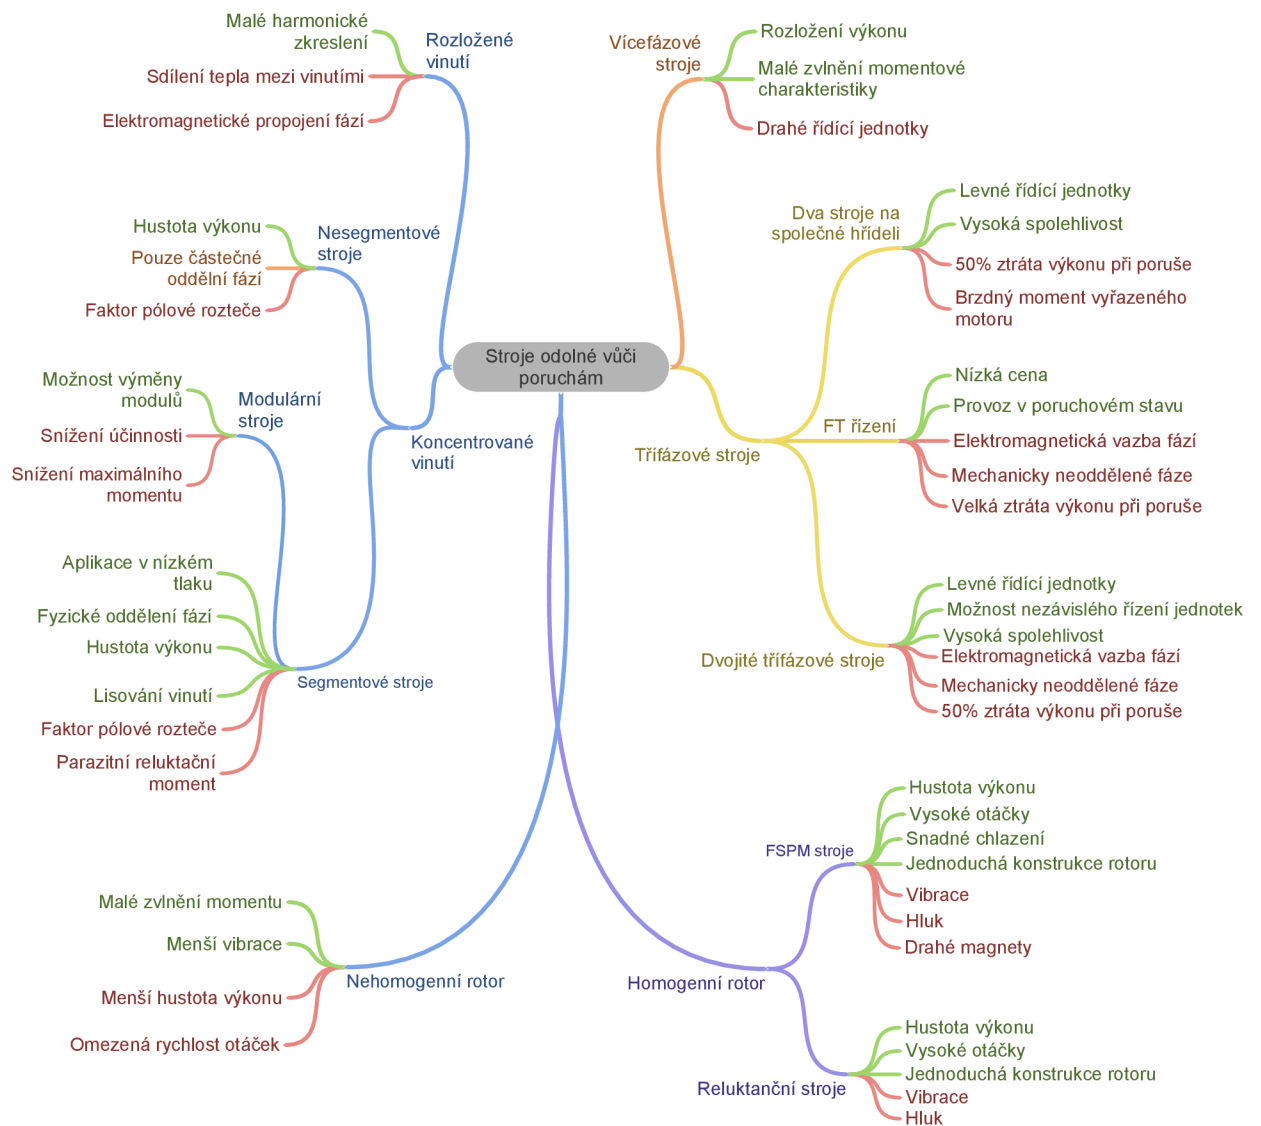 Stroje odolné vůči
poruchám
Rozložené
vinutí
Malé harmonické
zkreslení
Sdílení tepla mezi vinutími
Elektromagnetické propojení fází
Koncentrované
vinutí
Nesegmentové
stroje
Hustota výkonu
Pouze částečné
oddělní fází
Faktor pólové rozteče
Segmentové stroje
Modulární
stroje
Možnost výměny
modulů
Snížení účinnosti
Snížení maximálního
momentu
Aplikace v nízkém
tlaku
Fyzické oddělení fází
Hustota výkonu
Lisování vinutí
Faktor pólové rozteče
Parazitní reluktační
moment
Nehomogenní rotor
Malé zvlnění momentu
Menší vibrace
Menší hustota výkonu
Omezená rychlost otáček
Vícefázové
stroje
Rozložení výkonu
Malé zvlnění momentové
charakteristiky
Drahé řídící jednotky
Třífázové stroje
Dva stroje na
společné hřídeli
Levné řídící jednotky
Vysoká spolehlivost
50% ztráta výkonu při poruše
Brzdný moment vyřazeného
motoru
FT řízení
Nízká cena
Provoz v poruchovém stavu
Elektromagnetická vazba fází
Mechanicky neoddělené fáze
Velká ztráta výkonu při poruše
Dvojité třífázové stroje
Levné řídící jednotky
Možnost nezávislého řízení jednotek
Vysoká spolehlivost
Elektromagnetická vazba fází
Mechanicky neoddělené fáze
50% ztráta výkonu při poruše
Homogenní rotor
FSPM stroje
Hustota výkonu
Vysoké otáčky
Snadné chlazení
Jednoduchá konstrukce rotoru
Vibrace
Hluk
Drahé magnety
Reluktanční stroje
Hustota výkonu
Vysoké otáčky
Jednoduchá konstrukce rotoru
Vibrace
Hluk